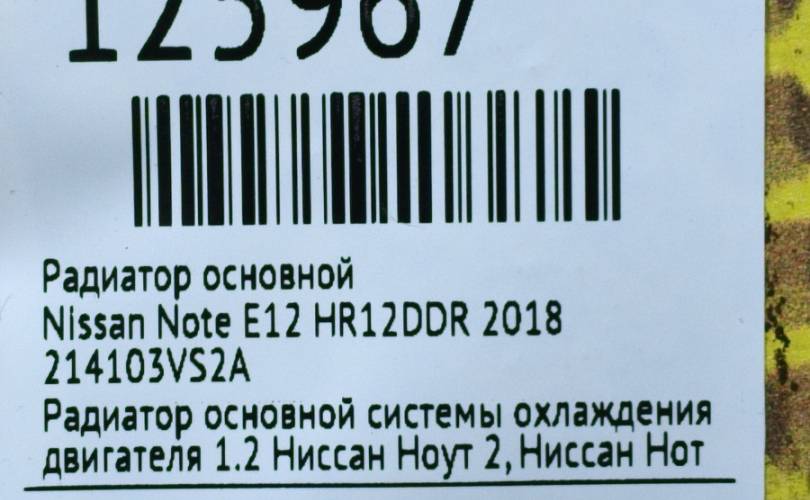 125967
Радиатор основной
Nissan Note E12 HR12DDR 2018
214103VS2A
Радиатор основной системы охлаждения
двигателя 1.2 Ниссан Ноут 2, Ниссан Нот